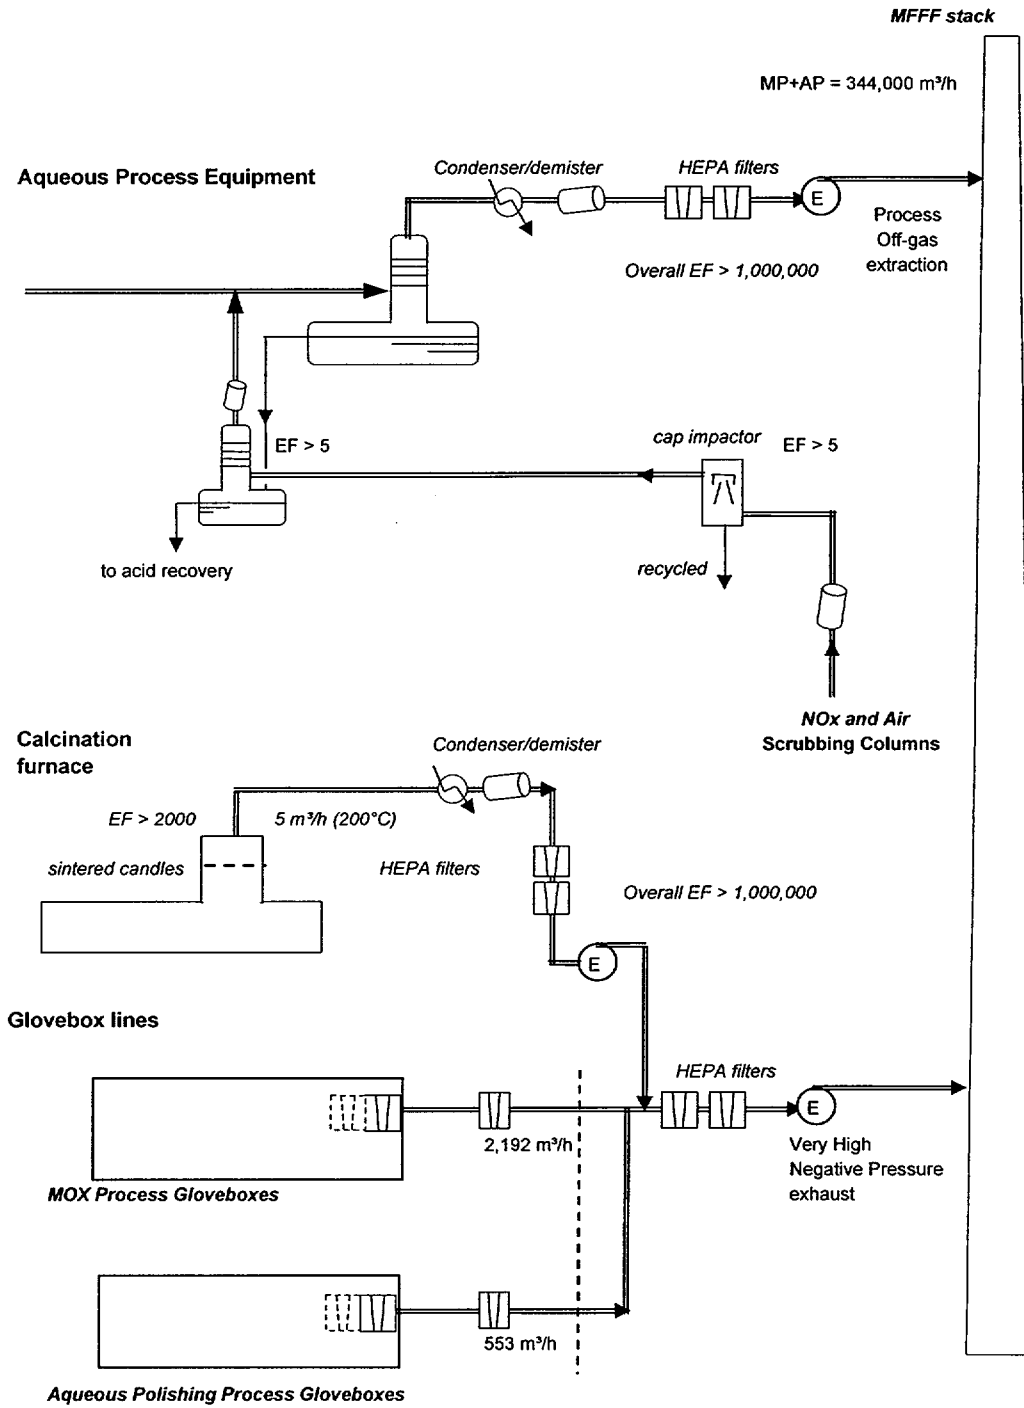 MFFF stack
MP+AP = 344,000 m³/h
Aqueous Process Equipment
Condenser/demister
HEPA filters
E
Process
Off-gas
extraction
Overall EF > 1,000,000
EF > 5
cap impactor
EF > 5
to acid recovery
recycled
NOx and Air
Scrubbing Columns
Calcination
furnace
Condenser/demister
EF > 2000
5 m³/h (200°C)
sintered candles
HEPA filters
Overall EF > 1,000,000
E
Glovebox lines
HEPA filters
E
2,192 m³/h
Very High
Negative Pressure
exhaust
MOX Process Gloveboxes
553 m³/h
Aqueous Polishing Process Gloveboxes